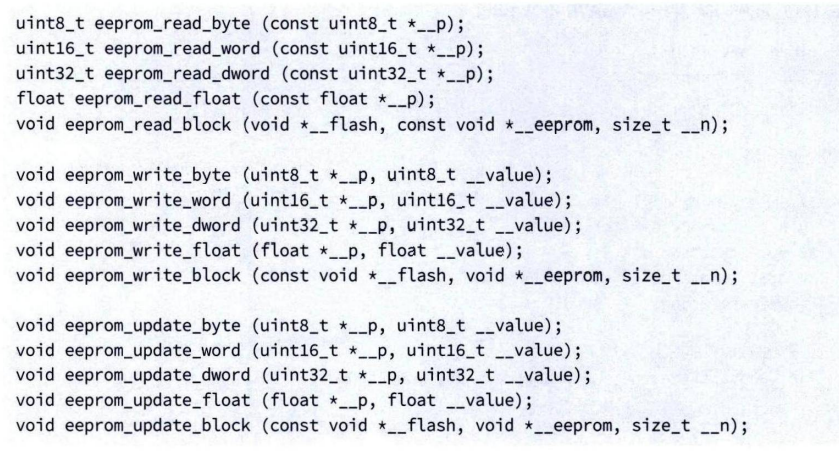 uint8_t eeprom_read_byte (const uint8_t *__p);
uint16_t eeprom_read_word (const uint16_t *__p);
uint32_t eeprom_read_dword (const uint32_t *__p);
float eeprom_read_float (const float *__p);
void eeprom_read_block (void *__flash, const void *__eeprom, size_t __n);

void eeprom_write_byte (uint8_t *__p, uint8_t __value);
void eeprom_write_word (uint16_t *__p, uint16_t __value);
void eeprom_write_dword (uint32_t *__p, uint32_t __value);
void eeprom_write_float (float *__p, float __value);
void eeprom_write_block (const void *__flash, void *__eeprom, size_t __n);

void eeprom_update_byte (uint8_t *__p, uint8_t __value);
void eeprom_update_word (uint16_t *__p, uint16_t __value);
void eeprom_update_dword (uint32_t *__p, uint32_t __value);
void eeprom_update_float (float *__p, float __value);
void eeprom_update_block (const void *__flash, void *__eeprom, size_t __n);